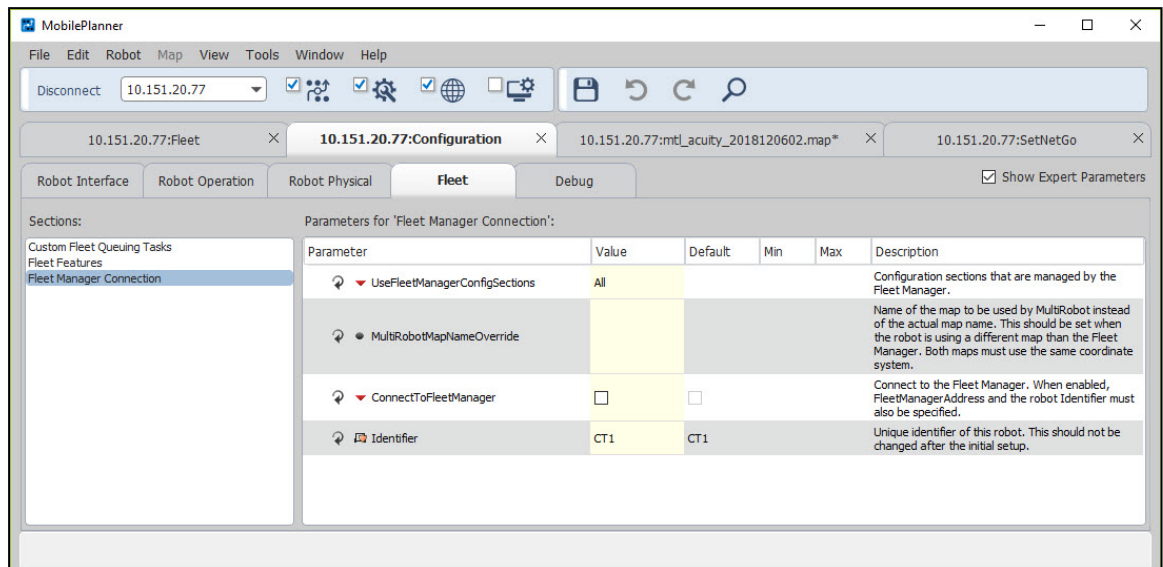 MobilePlanner
File Edit Robot Map View Tools Window Help
Disconnect 10.151.20.77
10.151.20.77:Fleet 10.151.20.77:Configuration 10.151.20.77:mtl_acuity_2018120602.map* 10.151.20.77:SetNetGo
Robot Interface Robot Operation Robot Physical Fleet Debug Show Expert Parameters
Sections:
Custom Fleet Queuing Tasks
Fleet Features
Fleet Manager Connection
Parameters for 'Fleet Manager Connection':
Parameter Value Default Min Max Description
UseFleetManagerConfigSections All
Configuration sections that are managed by the
Fleet Manager.
MultiRobotMapNameOverride
Name of the map to be used by MultiRobot instead
of the actual map name. This should be set when
the robot is using a different map than the Fleet
Manager. Both maps must use the same coordinate
system.
ConnectToFleetManager
Connect to the Fleet Manager. When enabled,
FleetManagerAddress and the robot Identifier must
also be specified.
Identifier CT1 CT1
Unique identifier of this robot. This should not be
changed after the initial setup.